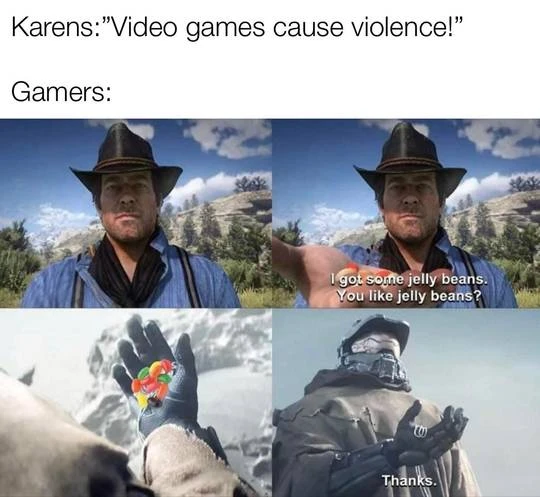 Karens:”Video games cause violence!”
Gamers:
I got some jelly beans.
You like jelly beans?
Thanks.